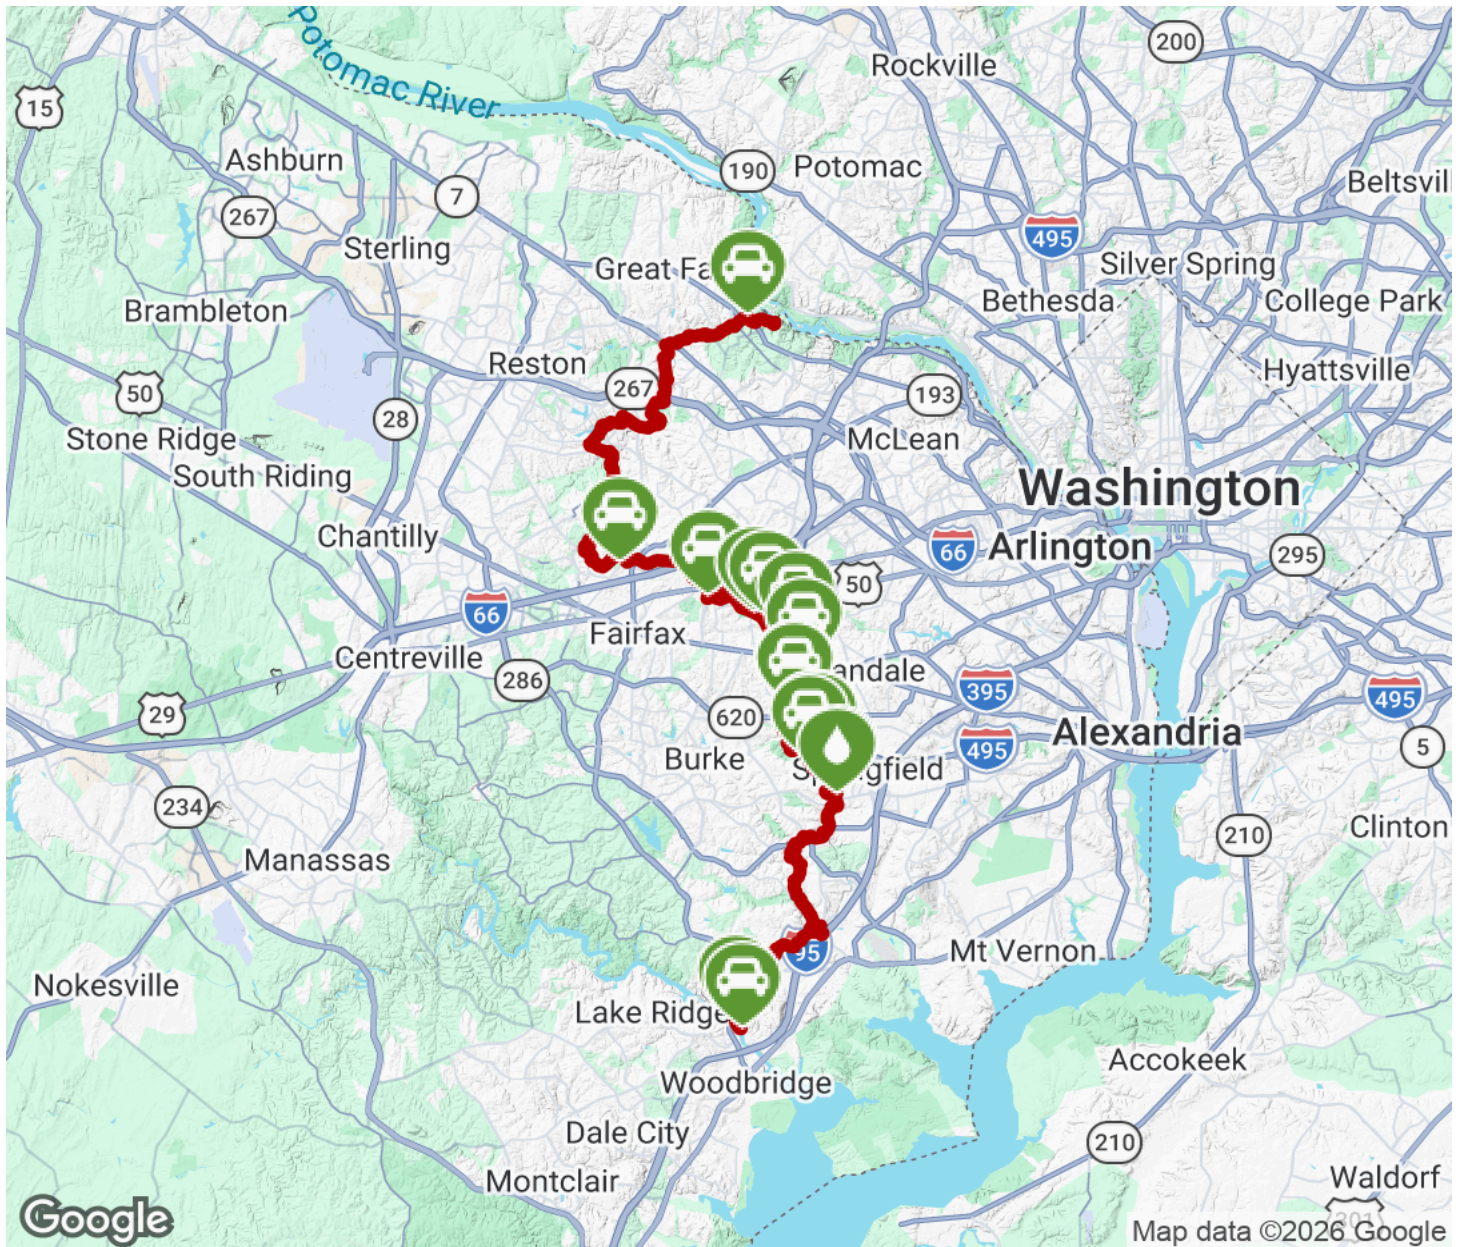 Potomac River
200
Rockville
15
Ashburn
190
Potomac
Beltsvil
7
267
495
Sterling
Great Fa
Silver Spring
Bethesda
College Park
Brambleton
Reston
Hyattsville
267
50
193
28
Stone Ridge
McLean
South Riding
Washington
Chantilly
66
Arlington
295
50
66
Fairfax
Centreville
andale
286
395
495
29
620
Alexandria
495
5
Burke
Sp
gfield
234
210
Clinton
Manassas
95
Mt Vernon
Nokesville
Lake Ridge
Accokeek
Woodbridge
Dale City
210
Montclair
Waldorf
301
Google
Map data ©2026 Google